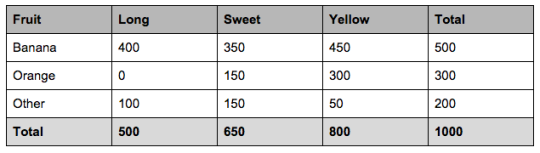 Fruit Long Sweet Yellow Total
Banana 400 350 450 500
Orange 0 150 300 300
Other 100 150 50 200
Total 500 650 800 1000